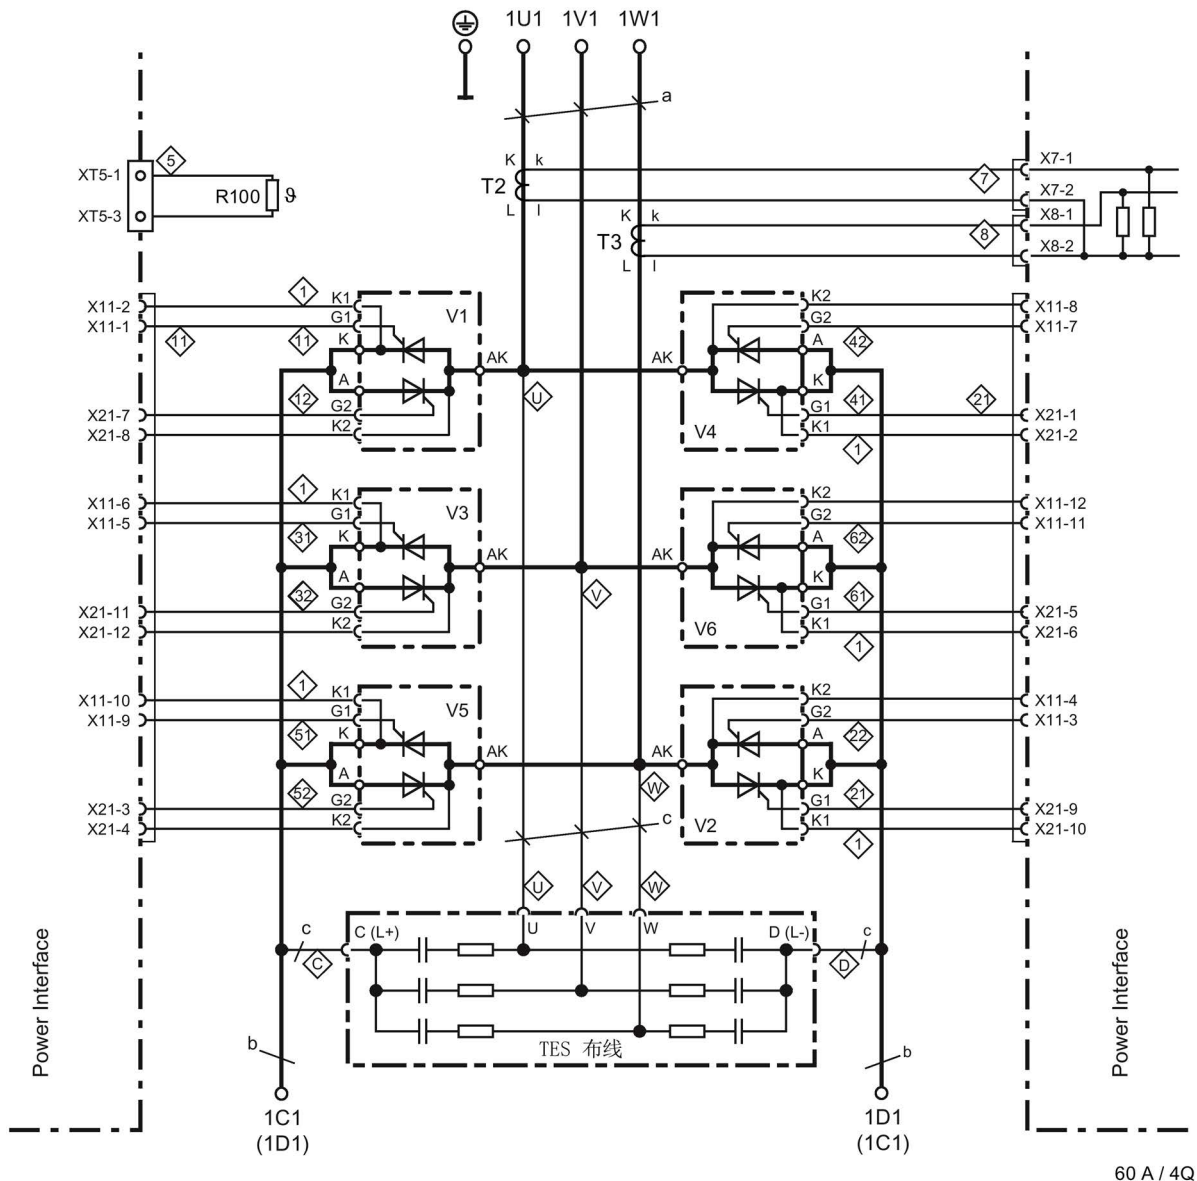 1U1 1V1 1W1
a
XT5-1 5
R100 ϑ
XT5-3
K k 7 X7-1
T2
L l X7-2
K k 8 X8-1
T3
L l X8-2
X11-2 1 K1 V1 K2 X11-8
X11-1 11 11 G1 G2 X11-7
K A 42
AK AK
A 12 U K 41 21
X21-7 G2 V4 G1 X21-1
X21-8 K2 K1 X21-2
1
X11-6 1 K1 V3 K2 X11-12
X11-5 31 G1 G2 X11-11
K A 62
AK AK
A 32 V K 61
X21-11 G2 V6 G1 X21-5
X21-12 K2 K1 X21-6
1
X11-10 1 K1 V5 K2 X11-4
X11-9 51 G1 G2 X11-3
K A 22
AK AK
A 52 W K 21
X21-3 G2 V2 G1 X21-9
X21-4 K2 K1 X21-10
c 1
U V W
c C (L+) U V W D (L-) c
C D
TES 布线
Power Interface
Power Interface
b b
1C1 1D1
(1D1) (1C1)
60 A / 4Q